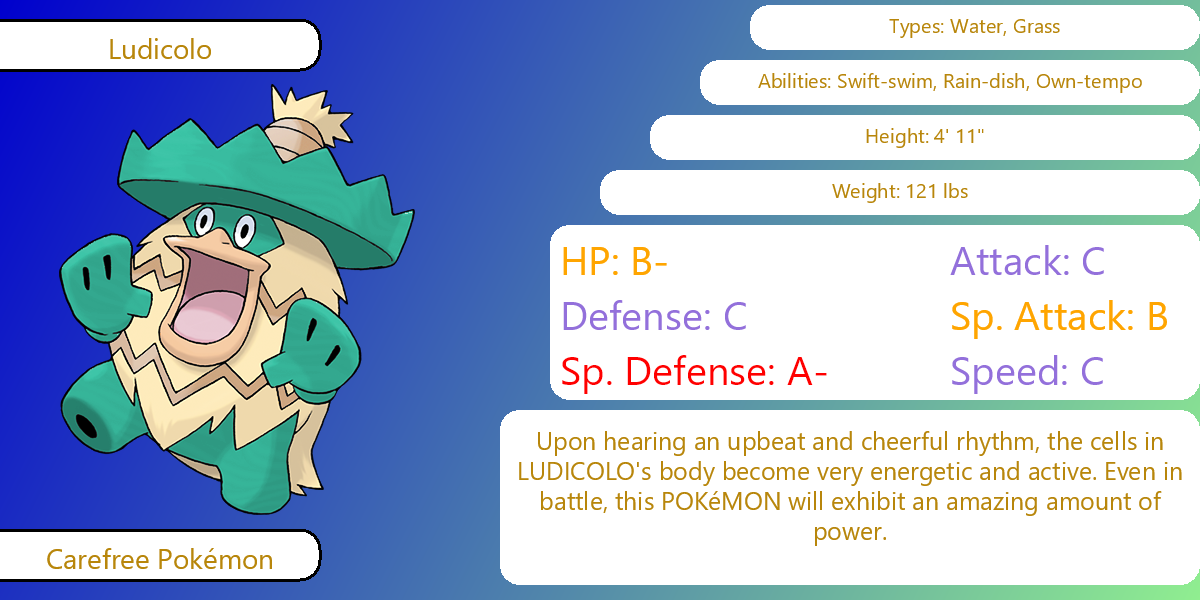 Ludicolo
Types: Water, Grass
Abilities: Swift-swim, Rain-dish, Own-tempo
Height: 4' 11"
Weight: 121 lbs
HP: B-
Attack: C
Defense: C
Sp. Attack: B
Sp. Defense: A-
Speed: C
Upon hearing an upbeat and cheerful rhythm, the cells in
LUDICOLO's body become very energetic and active. Even in
battle, this POKéMON will exhibit an amazing amount of
power.
Carefree Pokémon